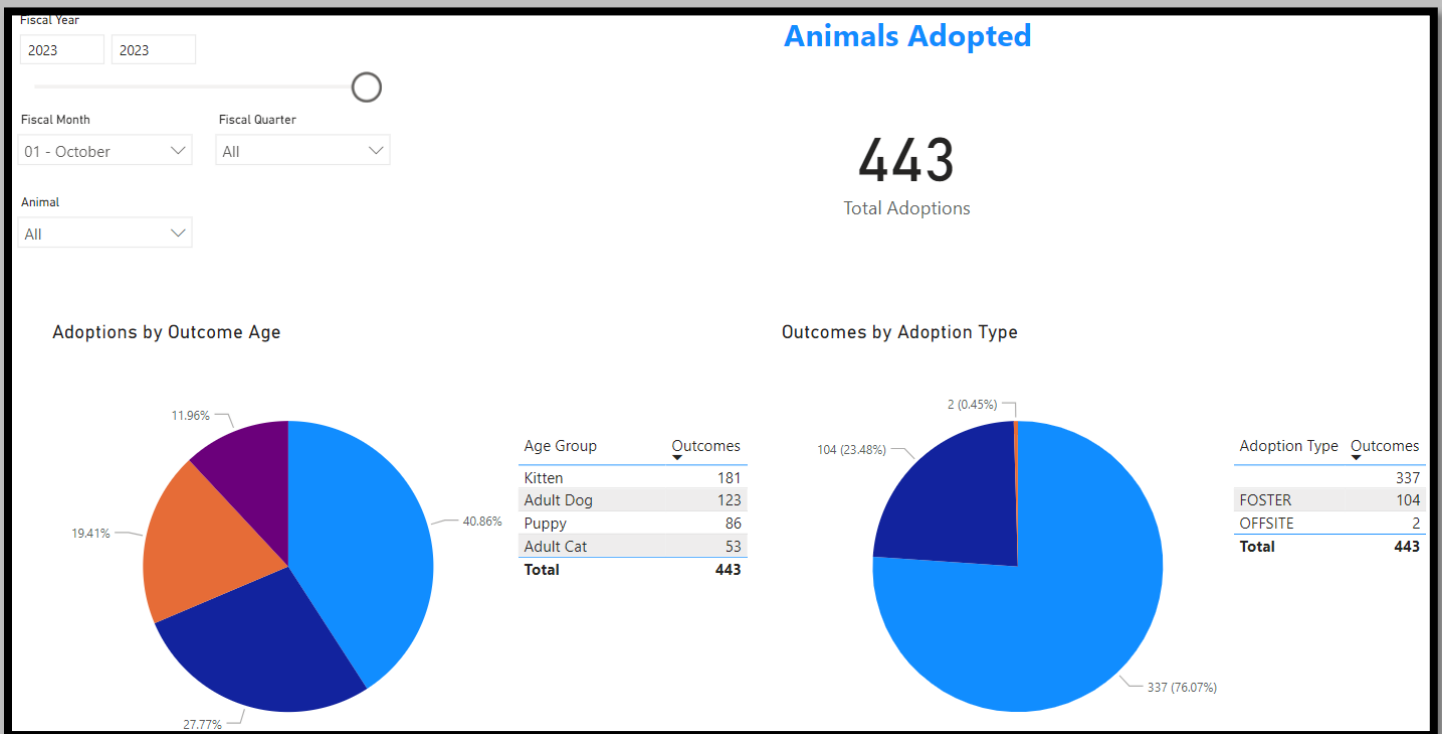 Fiscal Year
2023 2023
Fiscal Month Fiscal Quarter
01 - October All
Animal
All
Animals Adopted
443
Total Adoptions
Adoptions by Outcome Age
11.96%
40.86%
19.41%
27.77%
Age Group Outcomes
Kitten 181
Adult Dog 123
Puppy 86
Adult Cat 53
Total 443
Outcomes by Adoption Type
2 (0.45%)
104 (23.48%)
337 (76.07%)
Adoption Type Outcomes
337
FOSTER 104
OFFSITE 2
Total 443